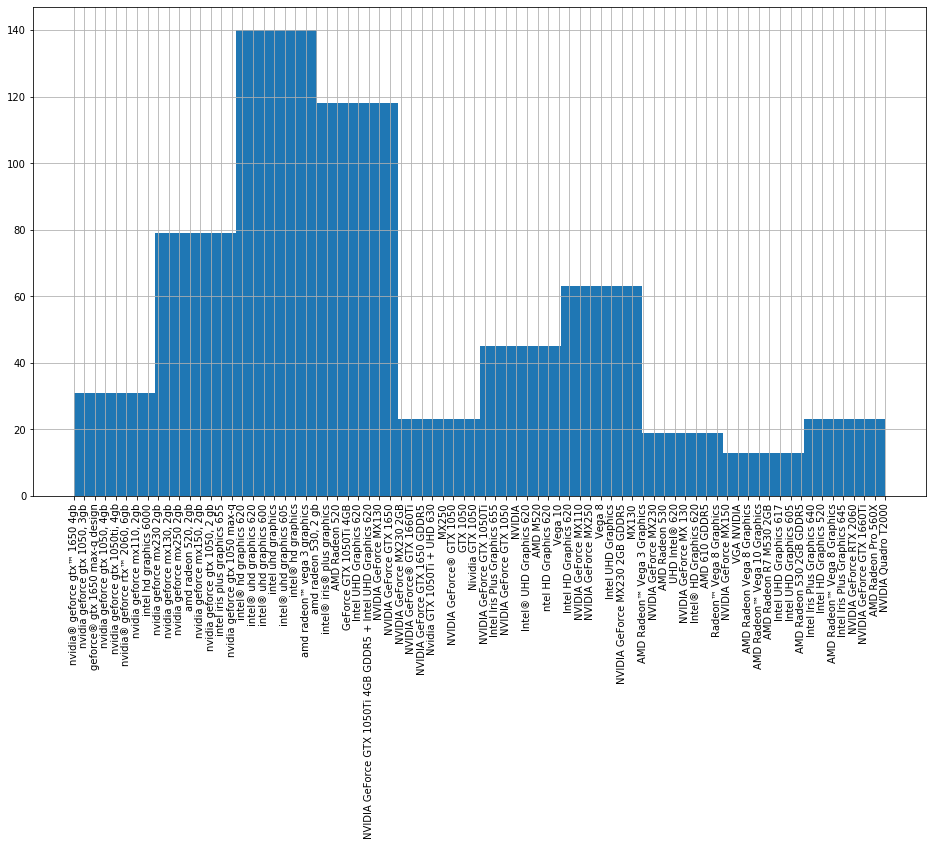 140
120
100
80
60
40
20
0
nvidia® geforce gtx™ 1650 4gb
nvidia geforce gtx 1050, 3gb
geforce® gtx 1650 max-q design
nvidia geforce gtx 1050, 4gb
nvidia geforce gtx 1050ti, 4gb
nvidia® geforce rtx™ 2060, 6gb
nvidia geforce mx110, 2gb
intel hd graphics 6000
nvidia geforce mx250 2 gb
nvidia geforce mx130, 2gb
nvidia geforce mx250 2gb
amd radeon 520, 2gb
nvidia geforce mx150, 2gb
nvidia geforce gtx 1050, 2 gb
intel iris plus graphics 655
nvidia geforce gtx 1050 max-q
intel® hd graphics 620
intel® uhd graphics 620
intel® uhd graphics 600
intel uhd graphics
intel® uhd graphics 605
intel® hd graphics
amd radeon™ vega 3 graphics
amd radeon 530, 2 gb
intel® iris® plus graphics
AMD Radeon 520
GeForce GTX 1050Ti 4GB
Intel UHD Graphics 620
NVIDIA GeForce GTX 1050Ti 4GB GDDR5 + Intel UHD Graphics 620
NVIDIA GeForce MX130
NVIDIA GeForce GTX 1650
NVIDIA GeForce MX230 2GB
NVIDIA GeForce® GTX 1660Ti
NVIDIA GeForce GTX 1650 4GB GDDR5
Nvidia GTX 1050Ti + UHD 630
MX250
NVIDIA GeForce® GTX 1050
GTX 1050
Nividia GTX 1050
NVIDIA GeForce GTX 1050Ti
Intel Iris Plus Graphics 655
NVIDIA GeForce GTX 1050
NVIDIA
Intel® UHD Graphics 620
AMD M520
ntel HD Graphics 620
Vega 10
Intel HD Graphics 620
NVIDIA GeForce MX110
NVIDIA GeForce MX250
Vega 8
Intel UHD Graphics
NVIDIA GeForce MX230 2GB GDDR5
MX130
AMD Radeon™ Vega 3 Graphics
NVIDIA GeForce MX230
AMD Radeon 535
UHD Intel® 620
NVIDIA GeForce MX 130
Intel® HD Graphics 620
AMD 610 GDDR5
Radeon™ Vega 8 Graphics
NVIDIA GeForce MX150
VGA NVIDIA
AMD Radeon Vega 8 Graphics
AMD Radeon™ Vega 10 Graphics
AMD Radeon R7 M530 2GB
Intel UHD Graphics 617
Intel UHD Graphics 605
AMD Radeon 530 2GB GDDR5
Intel Iris Plus Graphics 640
Intel HD Graphics 520
AMD Radeon™ Vega 8 Graphics
Intel Iris Plus Graphics 645
NVIDIA GeForce RTX 2060
NVIDIA GeForce GTX 1660Ti
AMD Radeon Pro 560X
NVIDIA Quadro T2000